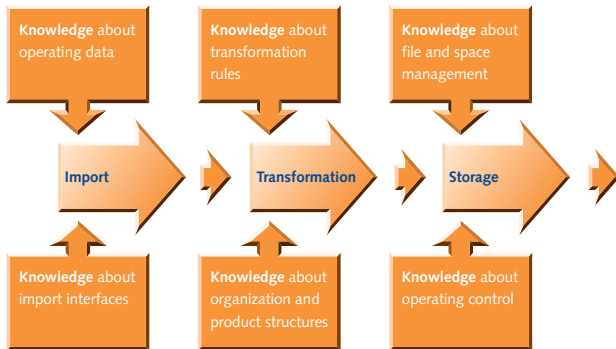 Knowledge about
operating data
Knowledge about
transformation
rules
Knowledge about
file and space
management
Import
Transformation
Storage
Knowledge about
import interfaces
Knowledge about
organization and
product structures
Knowledge about
operating control